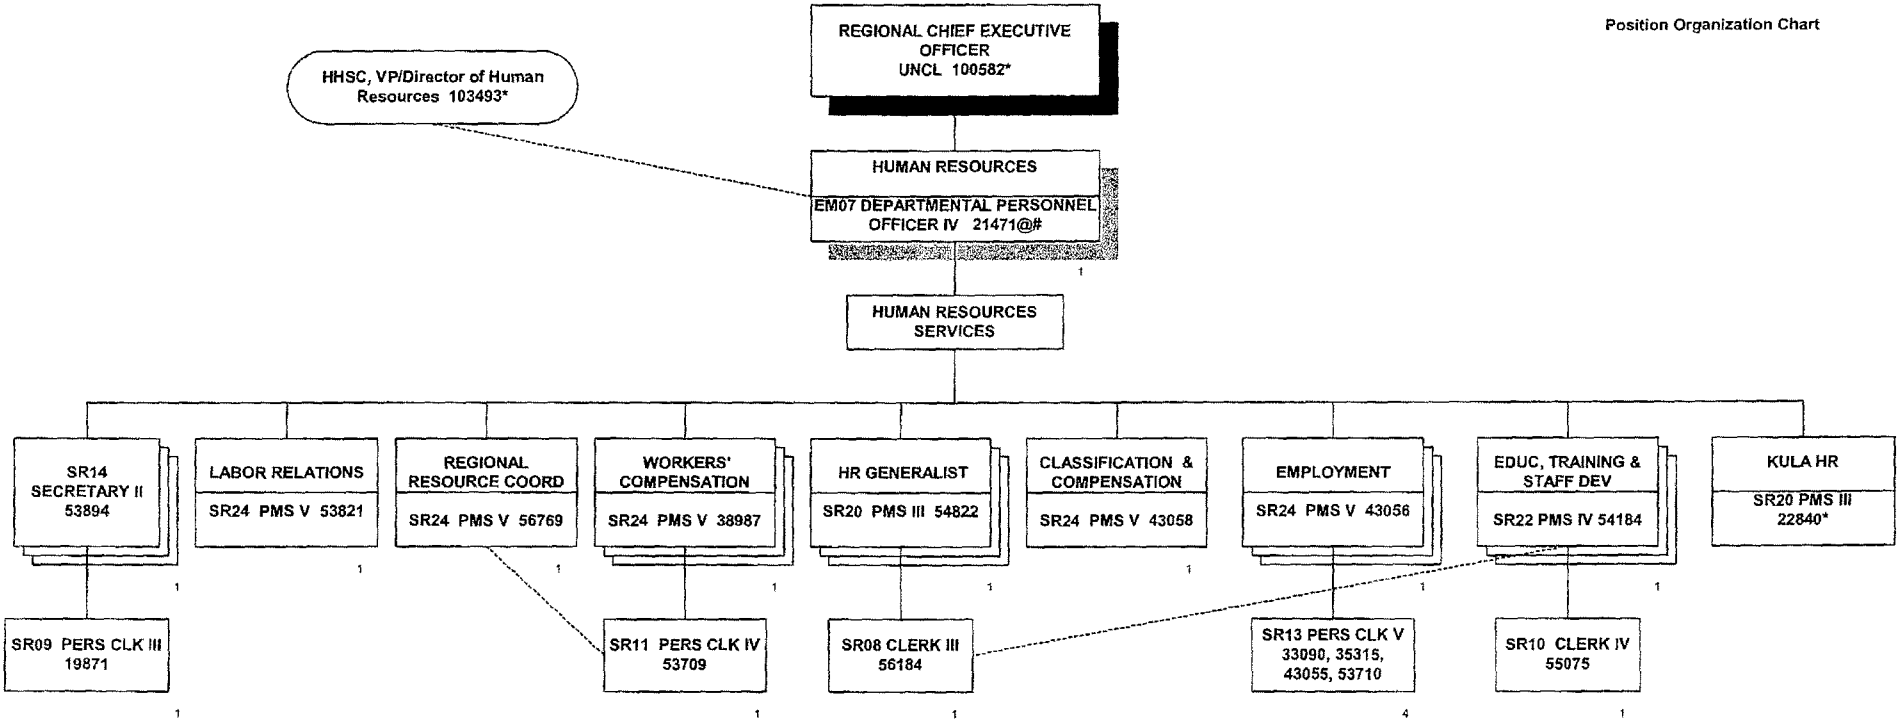 Position Organization Chart
REGIONAL CHIEF EXECUTIVE
OFFICER
UNCL 100582*
HHSC, VP/Director of Human
Resources 103493*
HUMAN RESOURCES
EM07 DEPARTMENTAL PERSONNEL
OFFICER IV 21471@#
1
HUMAN RESOURCES
SERVICES
SR14
SECRETARY II
53894
1
LABOR RELATIONS
SR24 PMS V 53821
1
REGIONAL
RESOURCE COORD
SR24 PMS V 56769
1
WORKERS'
COMPENSATION
SR24 PMS V 38987
1
HR GENERALIST
SR20 PMS III 54822
1
CLASSIFICATION &
COMPENSATION
SR24 PMS V 43058
1
EMPLOYMENT
SR24 PMS V 43056
1
EDUC, TRAINING &
STAFF DEV
SR22 PMS IV 54184
1
KULA HR
SR20 PMS III
22840*
SR09 PERS CLK III
19871
1
SR11 PERS CLK IV
53709
1
SR08 CLERK III
56184
1
SR13 PERS CLK V
33090, 35315,
43055, 53710
4
SR10 CLERK IV
55075
1